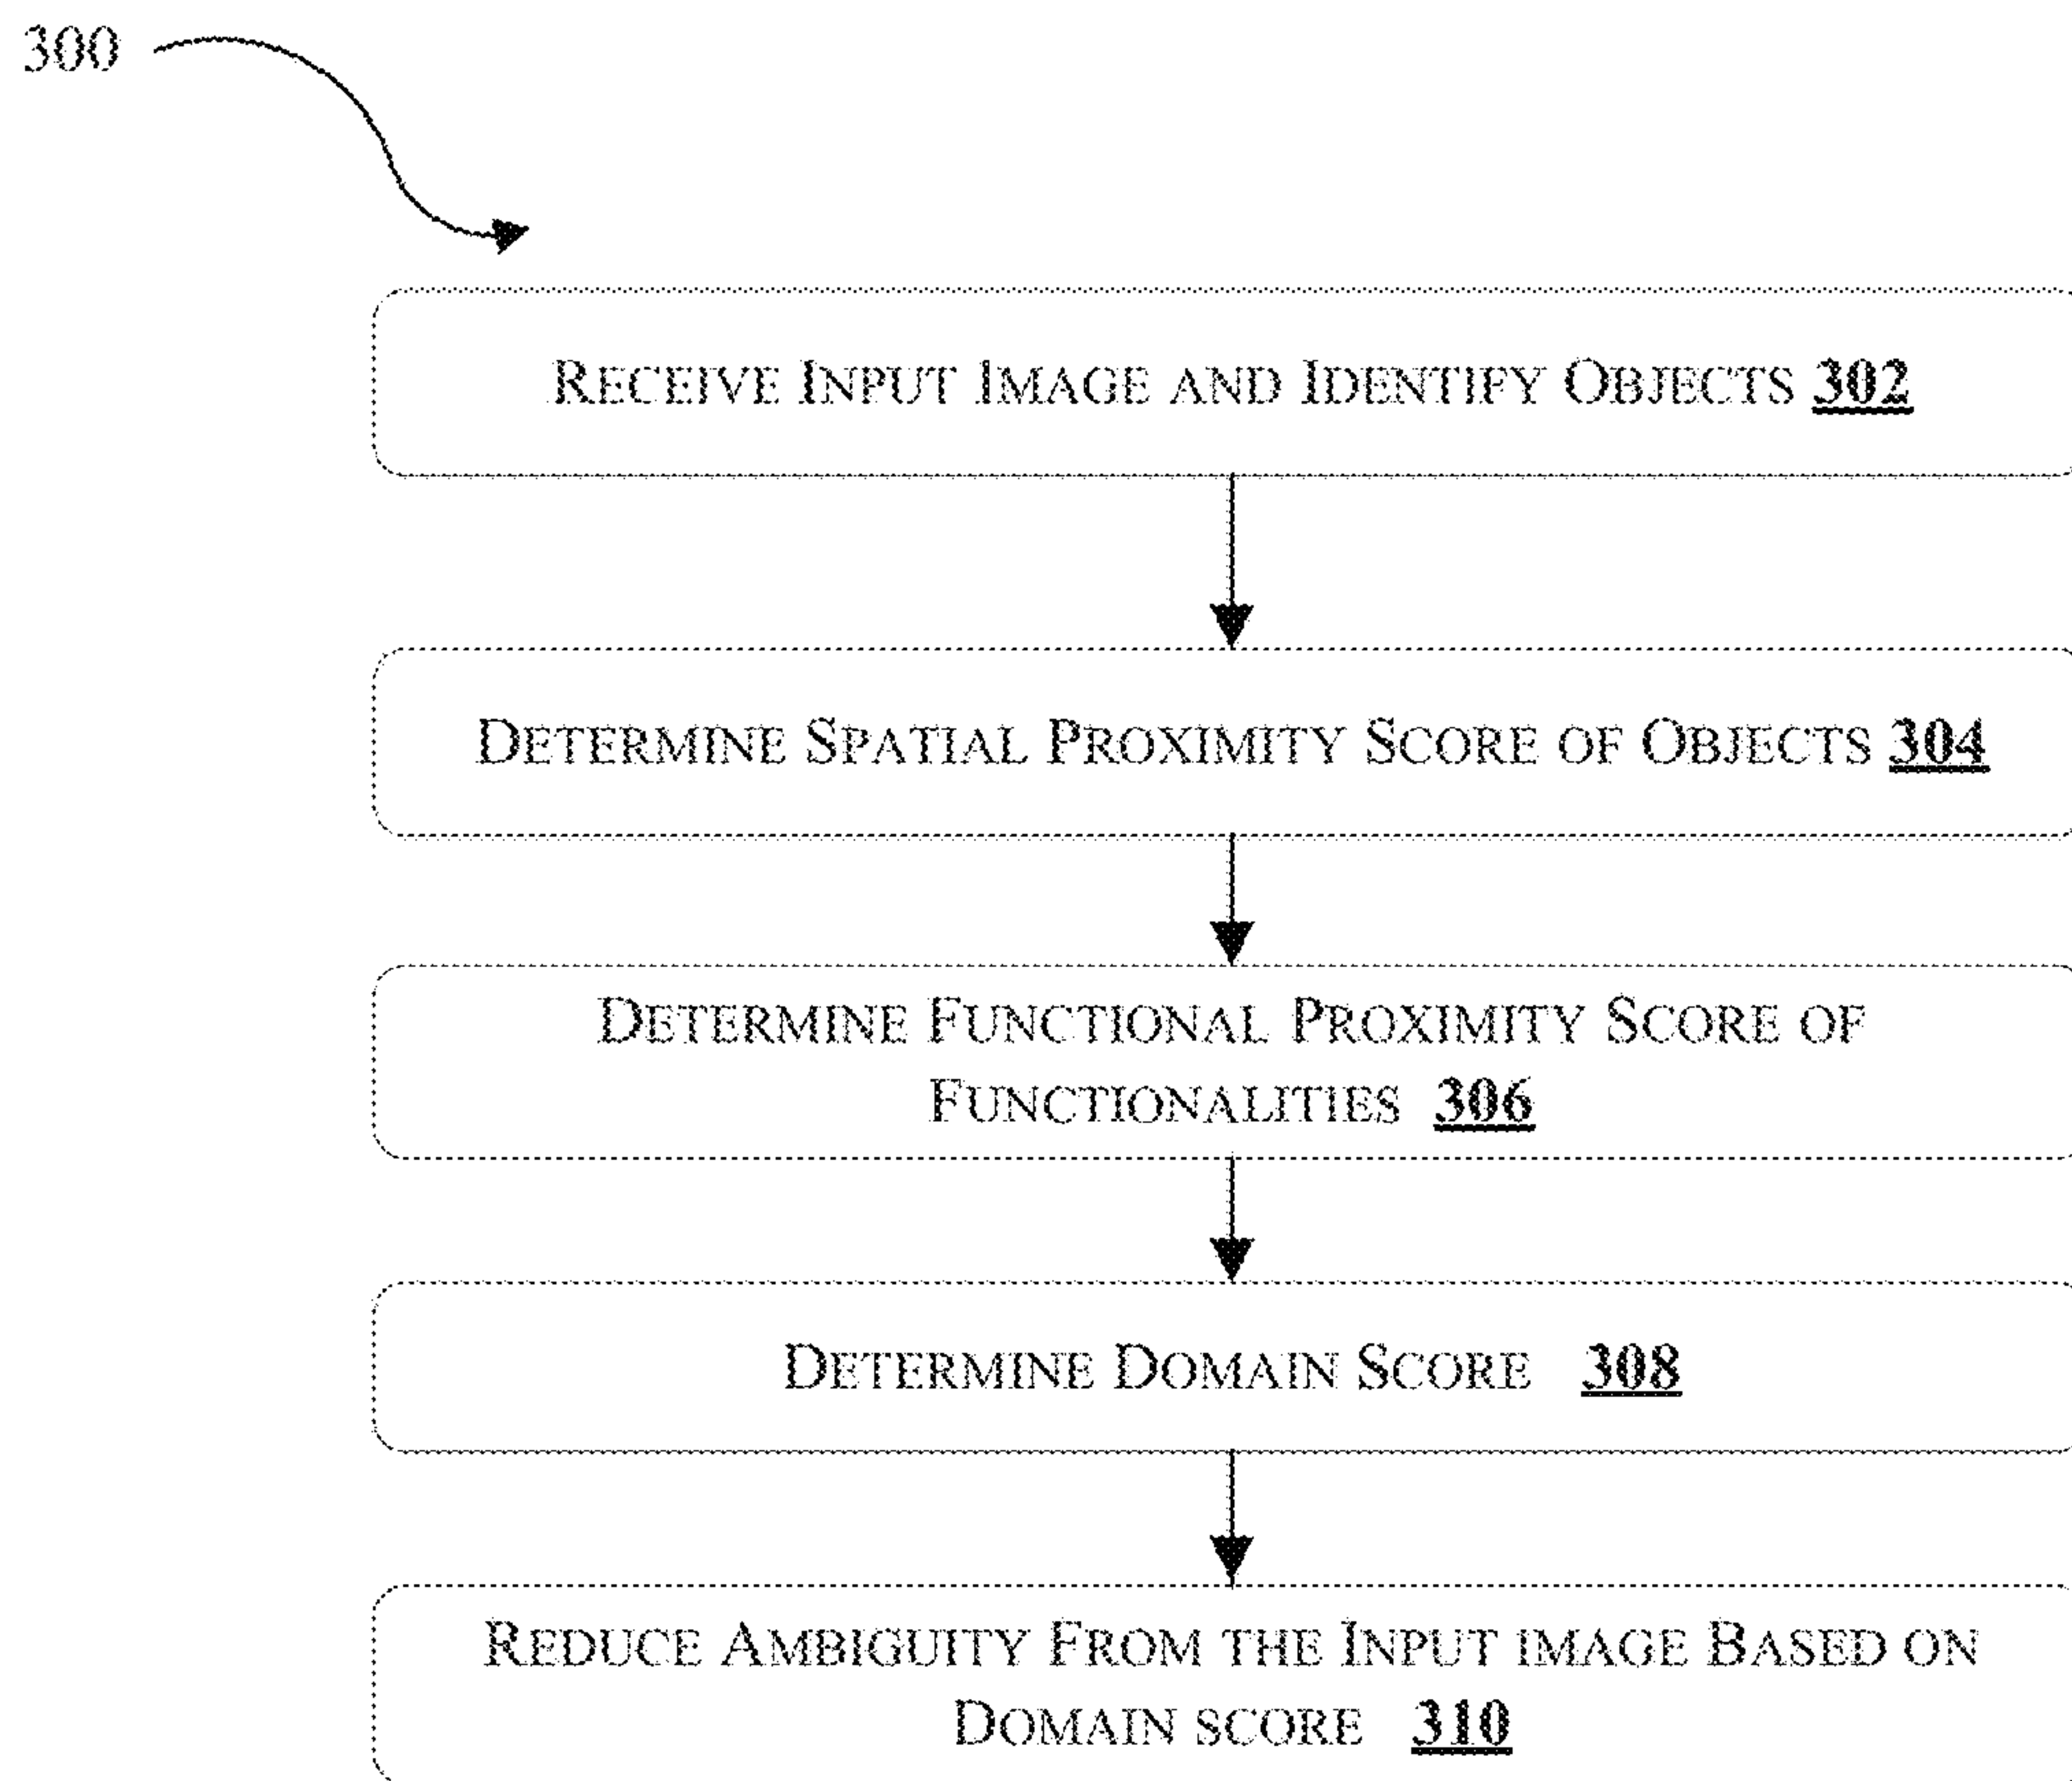 300
RECEIVE INPUT IMAGE AND IDENTIFY OBJECTS 302
DETERMINE SPATIAL PROXIMITY SCORE OF OBJECTS 304
DETERMINE FUNCTIONAL PROXIMITY SCORE OF
FUNCTIONALITIES 306
DETERMINE DOMAIN SCORE 308
REDUCE AMBIGUITY FROM THE INPUT IMAGE BASED ON
DOMAIN SCORE 310